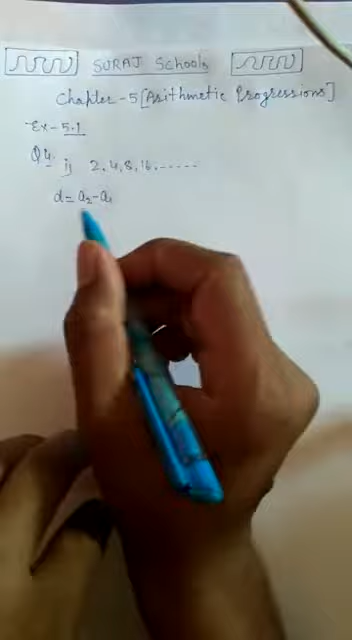 SURAJ Schools
Chapter-5[Arithmetic Progressions]
Ex-5.1
Q4.
i) 2, 4, 8, 16, -----
d = a₂-a₁